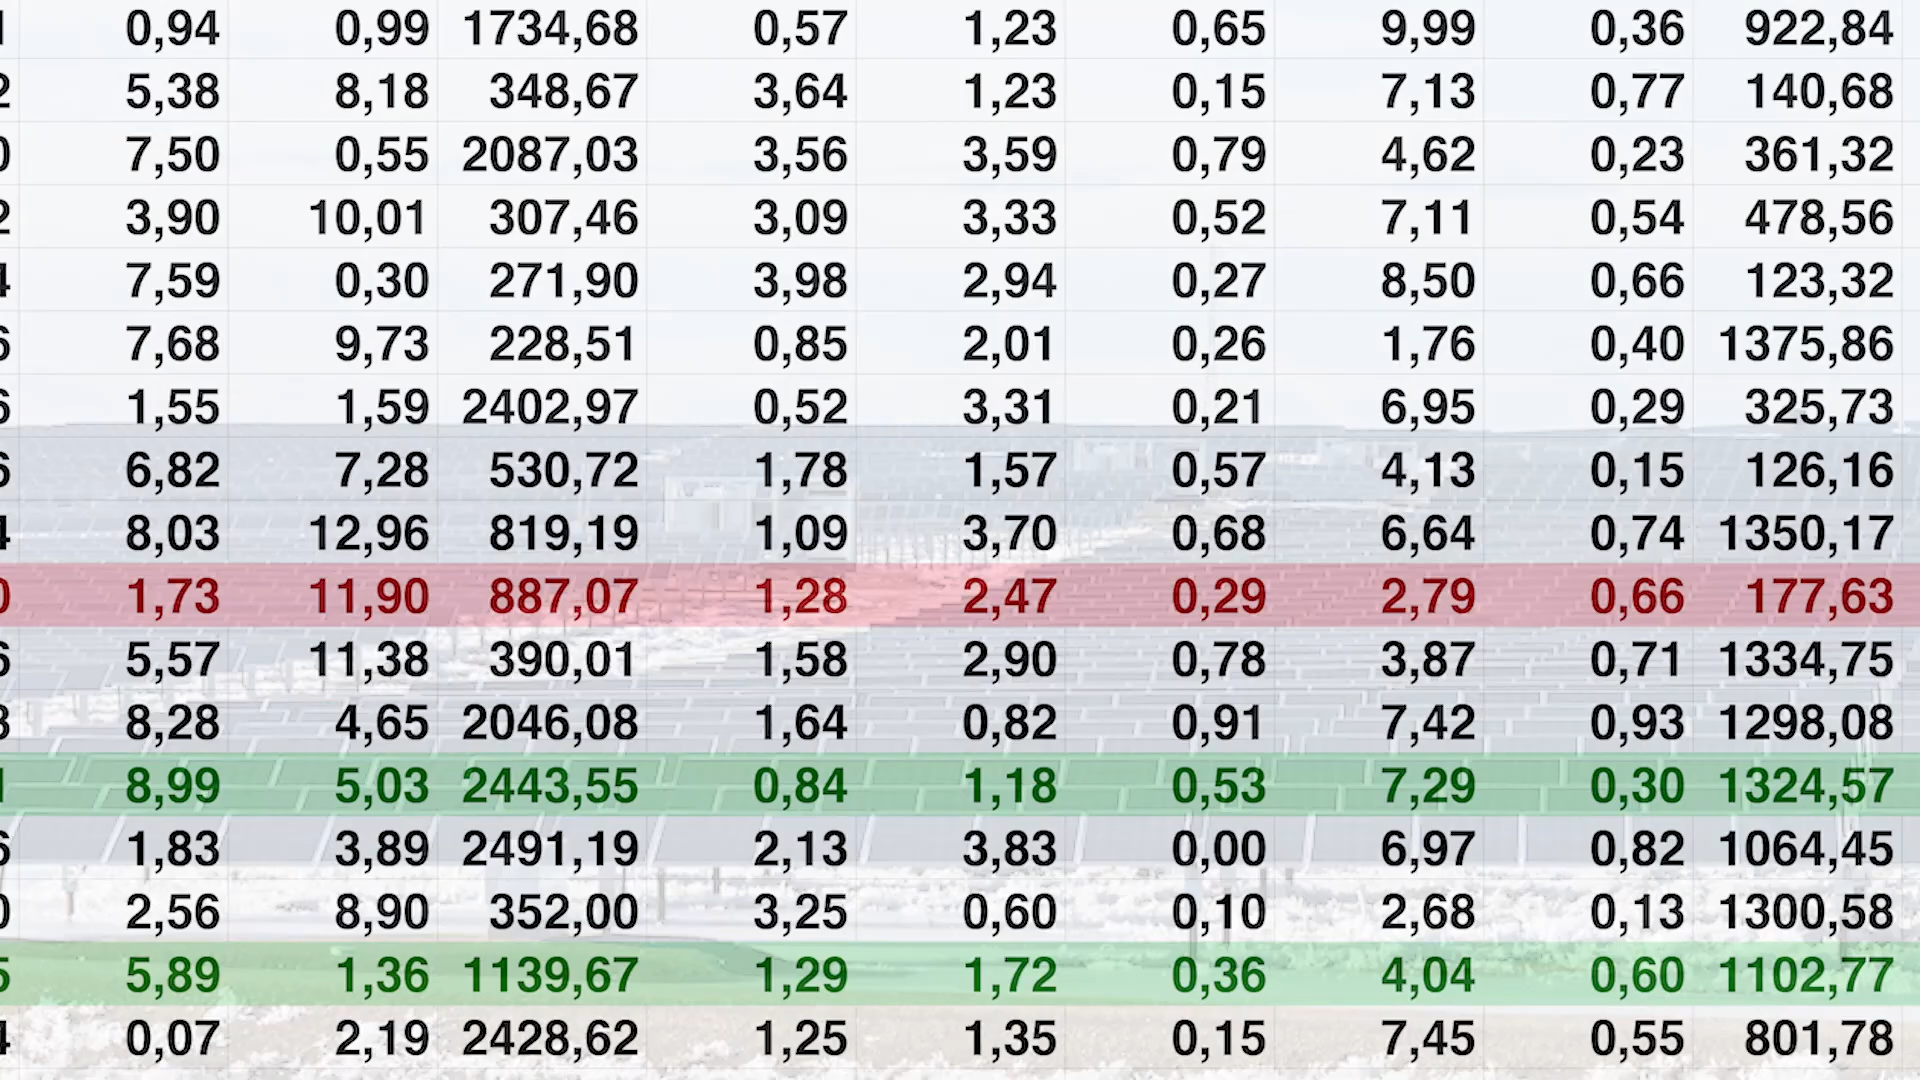 0,94 0,99 1734,68 0,57 1,23 0,65 9,99 0,36 922,84
5,38 8,18 348,67 3,64 1,23 0,15 7,13 0,77 140,68
7,50 0,55 2087,03 3,56 3,59 0,79 4,62 0,23 361,32
3,90 10,01 307,46 3,09 3,33 0,52 7,11 0,54 478,56
7,59 0,30 271,90 3,98 2,94 0,27 8,50 0,66 123,32
7,68 9,73 228,51 0,85 2,01 0,26 1,76 0,40 1375,86
1,55 1,59 2402,97 0,52 3,31 0,21 6,95 0,29 325,73
6,82 7,28 530,72 1,78 1,57 0,57 4,13 0,15 126,16
8,03 12,96 819,19 1,09 3,70 0,68 6,64 0,74 1350,17
1,73 11,90 887,07 1,28 2,47 0,29 2,79 0,66 177,63
5,57 11,38 390,01 1,58 2,90 0,78 3,87 0,71 1334,75
8,28 4,65 2046,08 1,64 0,82 0,91 7,42 0,93 1298,08
8,99 5,03 2443,55 0,84 1,18 0,53 7,29 0,30 1324,57
1,83 3,89 2491,19 2,13 3,83 0,00 6,97 0,82 1064,45
2,56 8,90 352,00 3,25 0,60 0,10 2,68 0,13 1300,58
5,89 1,36 1139,67 1,29 1,72 0,36 4,04 0,60 1102,77
0,07 2,19 2428,62 1,25 1,35 0,15 7,45 0,55 801,78